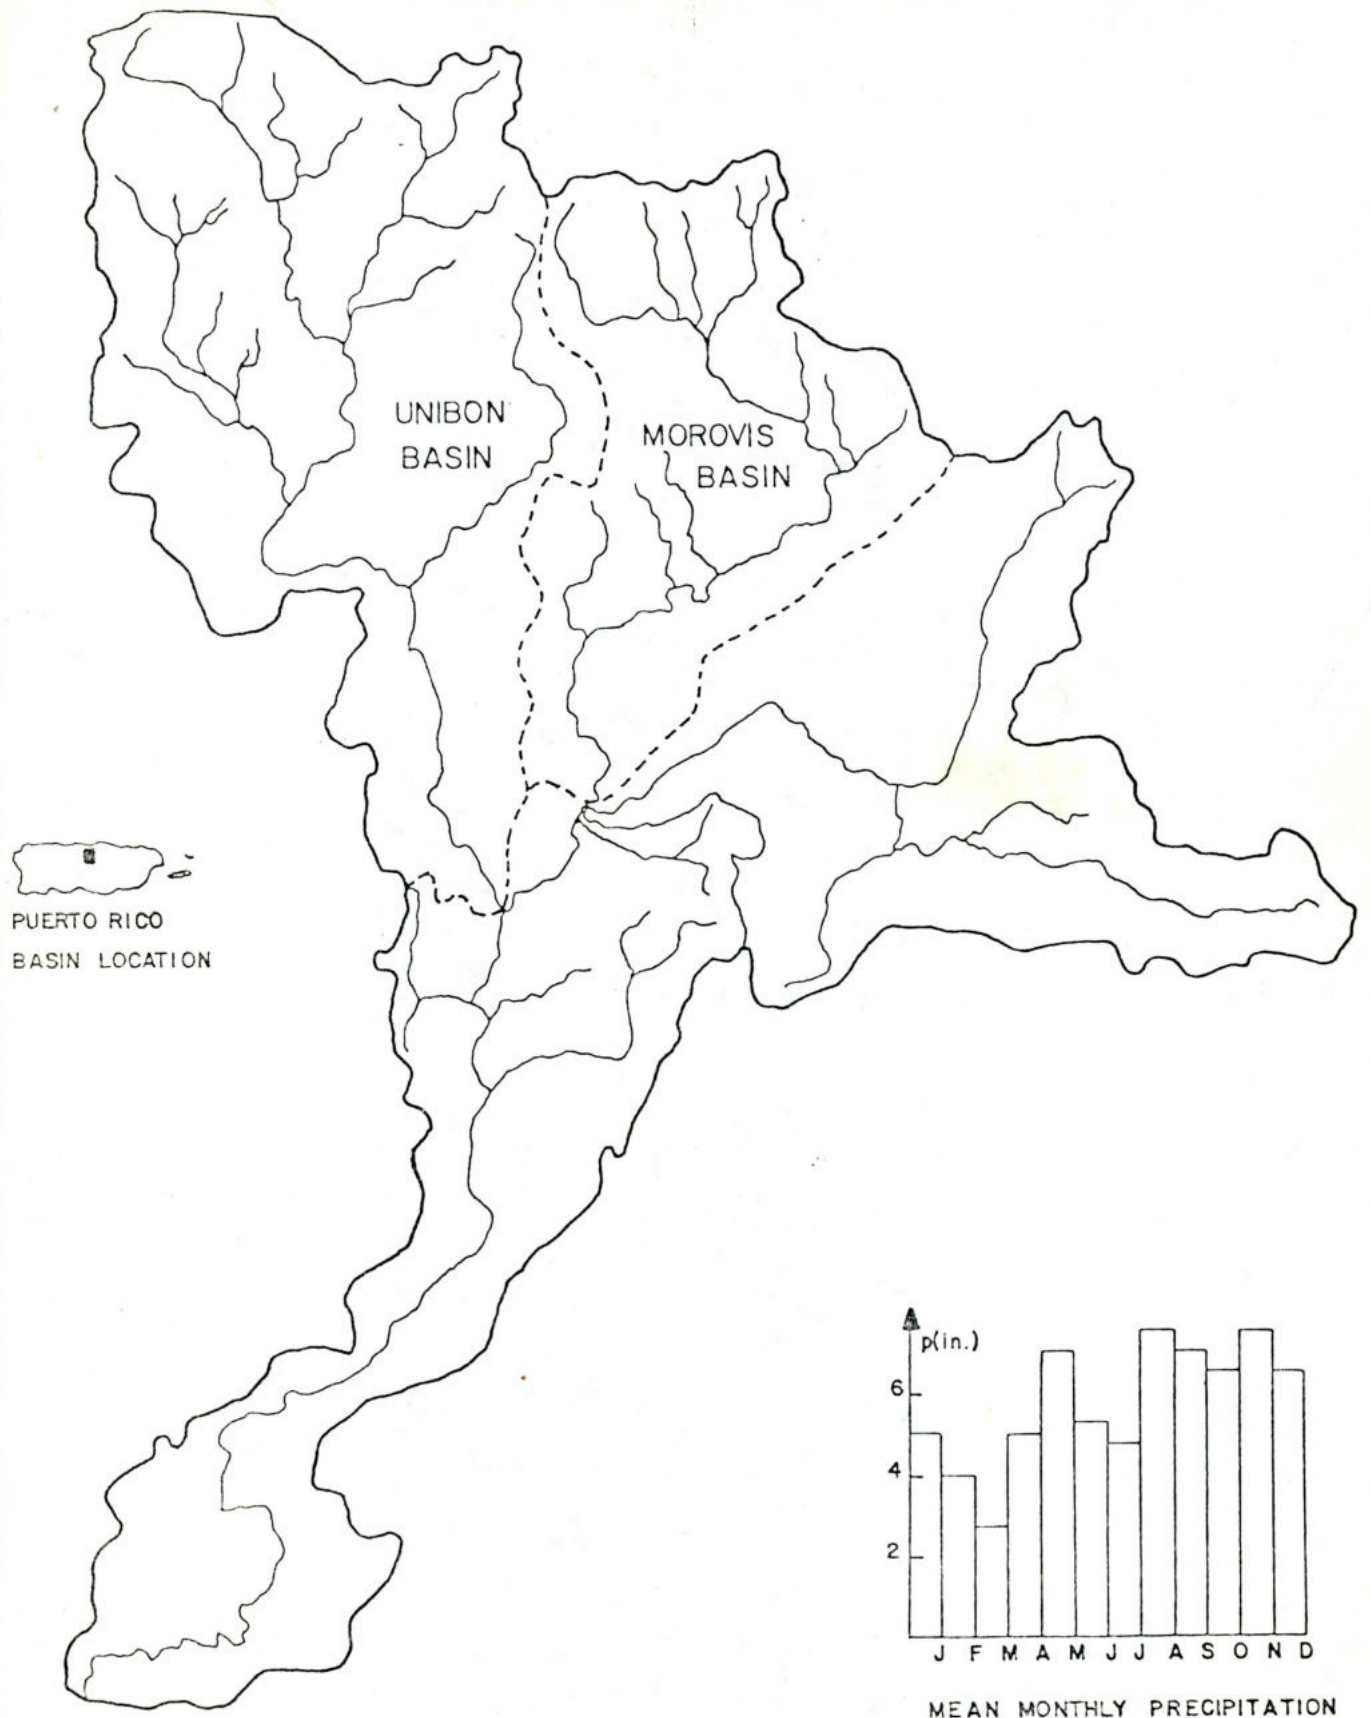 UNIBON
BASIN
MOROVIS
BASIN
PUERTO RICO
BASIN LOCATION
p(in.)
6
4
2
J F M A M J J A S O N D
MEAN MONTHLY PRECIPITATION